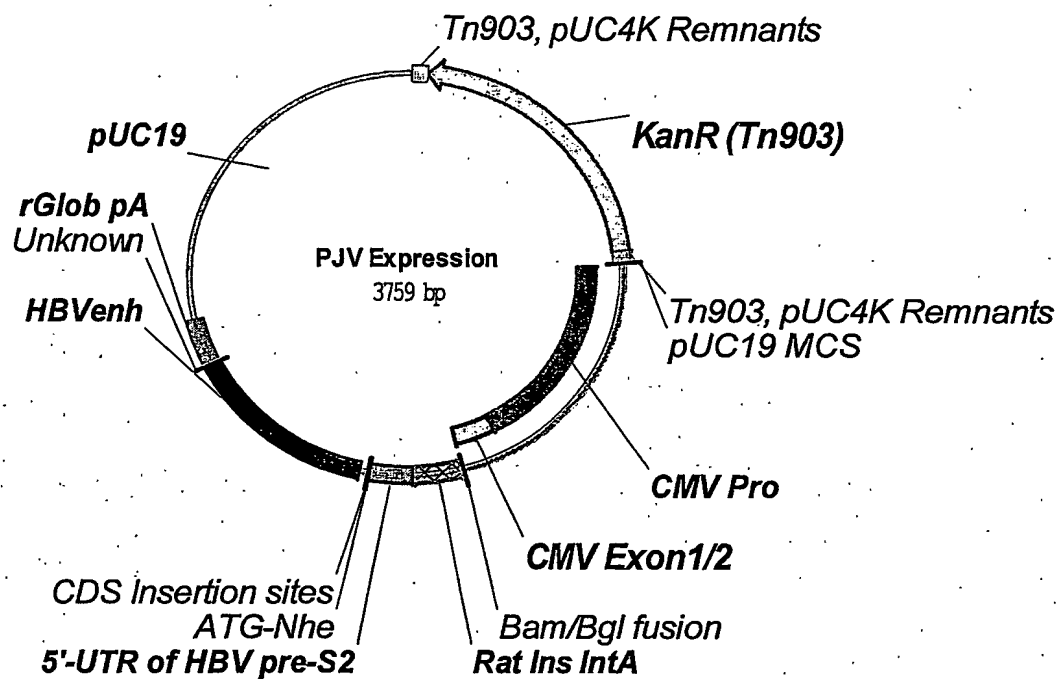 Tn903, pUC4K Remnants
KanR (Tn903)
pUC19
rGlob pA
Unknown
HBVenh
PJV Expression
3759 bp
Tn903, pUC4K Remnants
pUC19 MCS
CMV Pro
CMV Exon1/2
CDS Insertion sites
ATG-Nhe
5'-UTR of HBV pre-S2
Bam/Bgl fusion
Rat Ins IntA